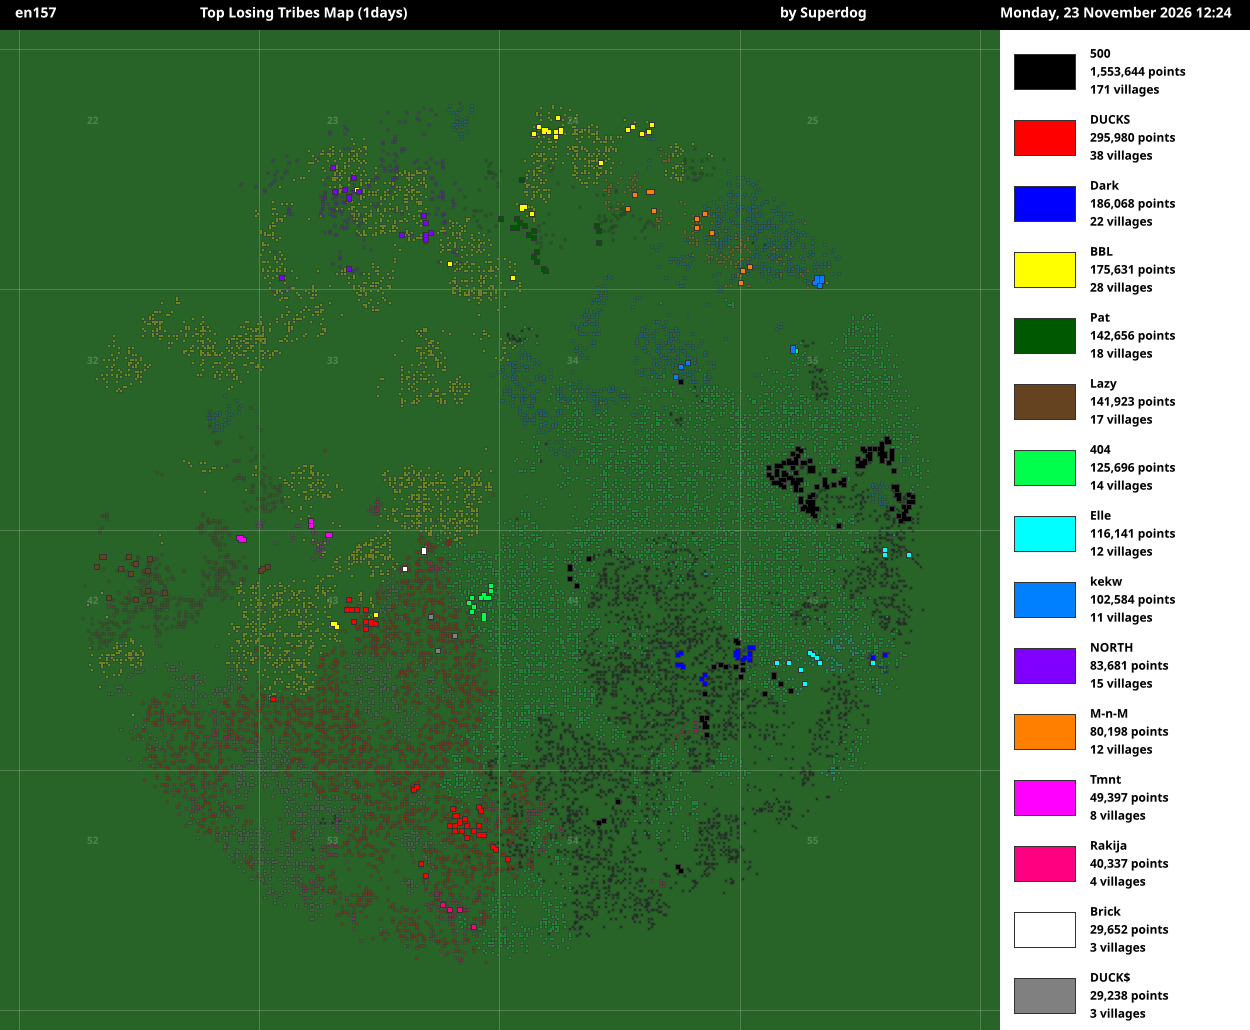 en157
Top Losing Tribes Map (1days)
by Superdog
Monday, 23 November 2026 12:24
22
23
24
25
32
33
34
35
42
43
44
52
53
54
55
500
1,553,644 points
171 villages
DUCKS
295,980 points
38 villages
Dark
186,068 points
22 villages
BBL
175,631 points
28 villages
Pat
142,656 points
18 villages
Lazy
141,923 points
17 villages
404
125,696 points
14 villages
Elle
116,141 points
12 villages
kekw
102,584 points
11 villages
NORTH
83,681 points
15 villages
M-n-M
80,198 points
12 villages
Tmnt
49,397 points
8 villages
Rakija
40,337 points
4 villages
Brick
29,652 points
3 villages
DUCK$
29,238 points
3 villages